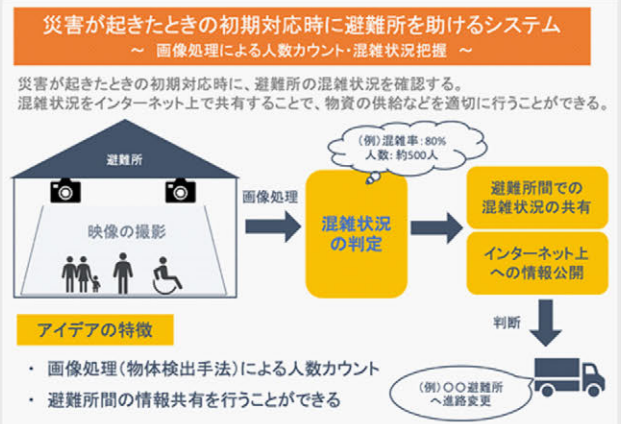 災害が起きたときの初期対応時に避難所を助けるシステム
～ 画像処理による人数カウント・混雑状況把握 ～
災害が起きたときの初期対応時に、避難所の混雑状況を確認する。
混雑状況をインターネット上で共有することで、物資の供給などを適切に行うことができる。
避難所
映像の撮影
画像処理
(例)混雑率:80%
人数:約500人
混雑状況
の判定
避難所間での
混雑状況の共有
インターネット上
への情報公開
判断
(例)〇〇避難所
へ進路変更
アイデアの特徴
・ 画像処理(物体検出手法)による人数カウント
・ 避難所間の情報共有を行うことができる